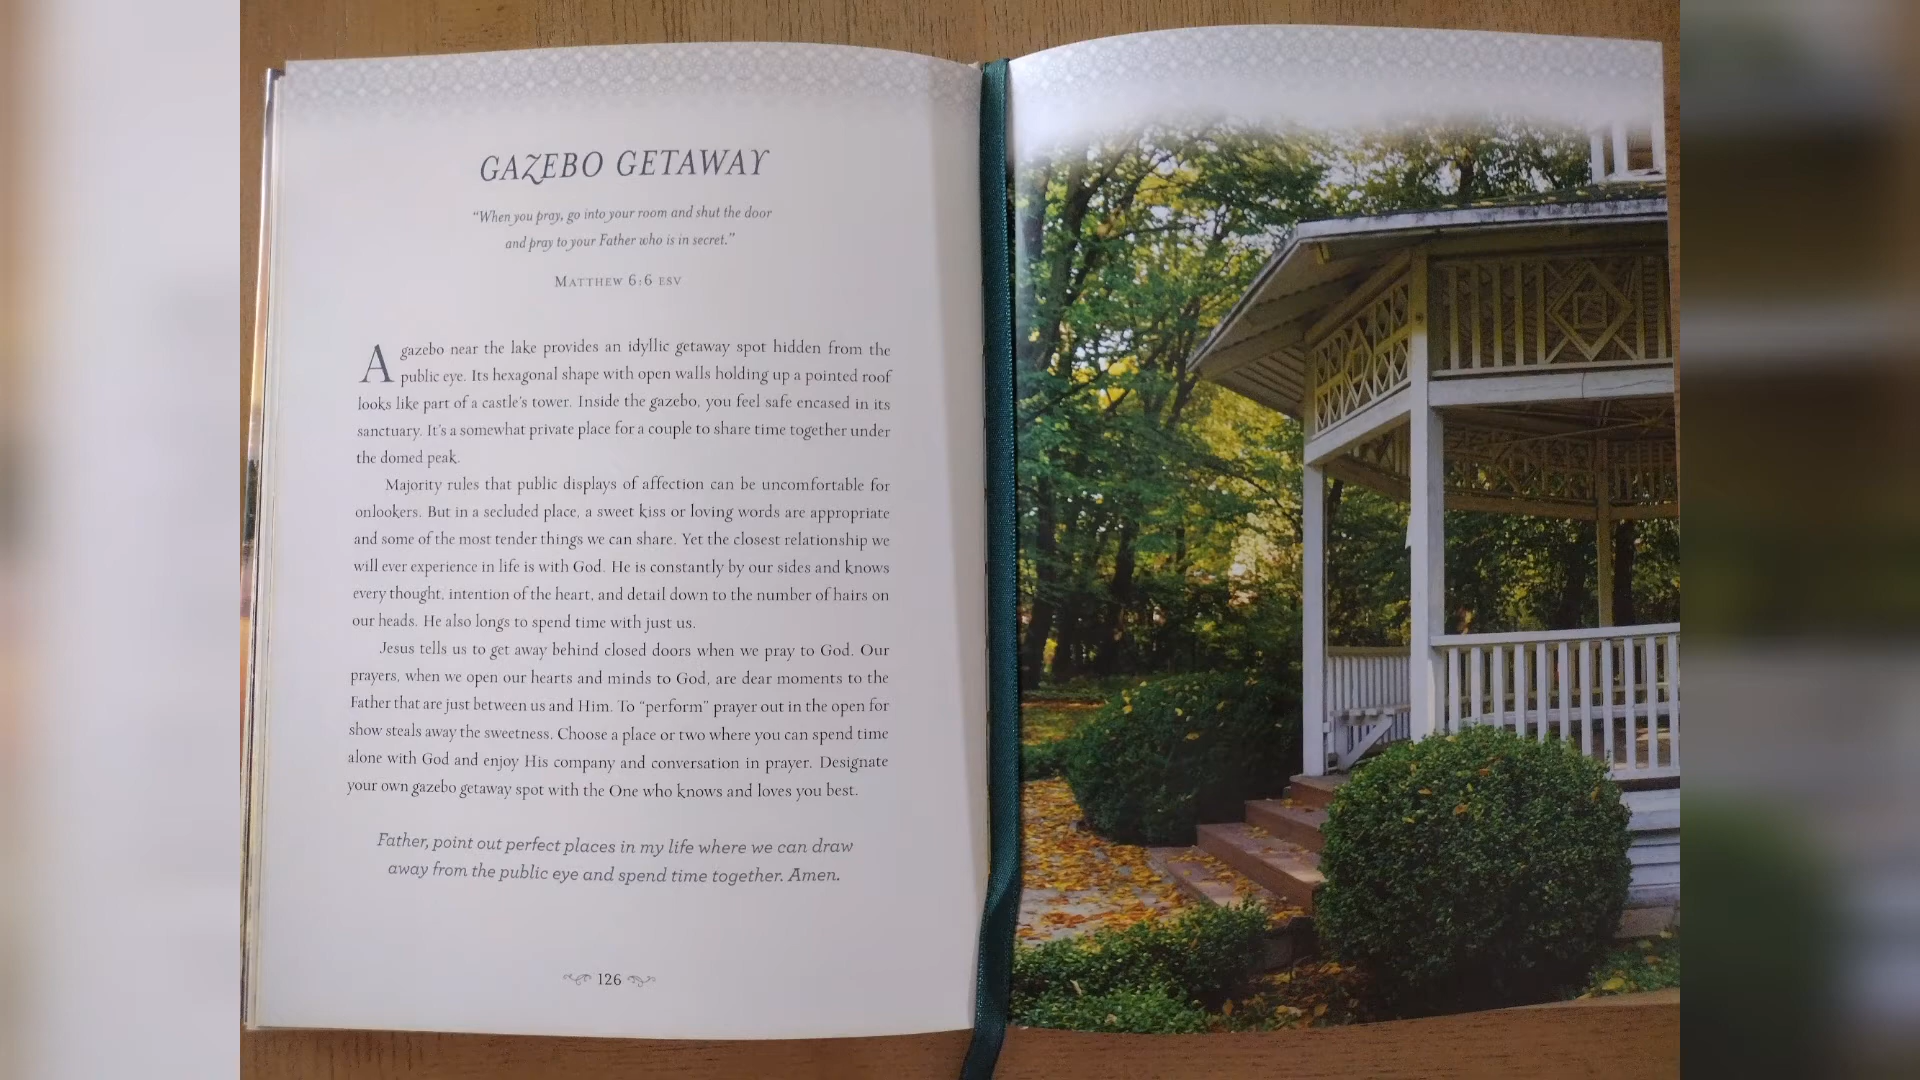 GAZEBO GETAWAY
“When you pray, go into your room and shut the door
and pray to your Father who is in secret.”
MATTHEW 6:6 ESV
A gazebo near the lake provides an idyllic getaway spot hidden from the
public eye. Its hexagonal shape with open walls holding up a pointed roof
looks like part of a castle’s tower. Inside the gazebo, you feel safe encased in its
sanctuary. It’s a somewhat private place for a couple to share time together under
the domed peak.
Majority rules that public displays of affection can be uncomfortable for
onlookers. But in a secluded place, a sweet kiss or loving words are appropriate
and some of the most tender things we can share. Yet the closest relationship we
will ever experience in life is with God. He is constantly by our sides and knows
every thought, intention of the heart, and detail down to the number of hairs on
our heads. He also longs to spend time with just us.
Jesus tells us to get away behind closed doors when we pray to God. Our
prayers, when we open our hearts and minds to God, are dear moments to the
Father that are just between us and Him. To “perform” prayer out in the open for
show steals away the sweetness. Choose a place or two where you can spend time
alone with God and enjoy His company and conversation in prayer. Designate
your own gazebo getaway spot with the One who knows and loves you best.
Father, point out perfect places in my life where we can draw
away from the public eye and spend time together. Amen.
126